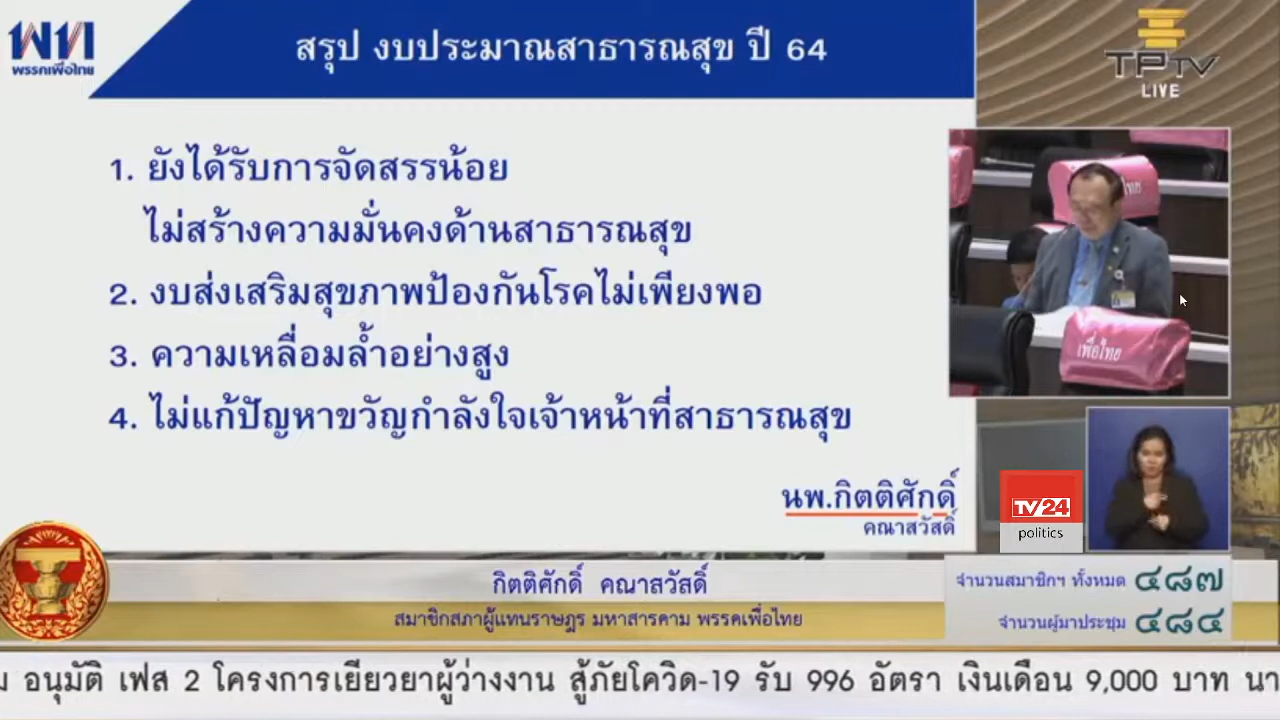 พท
พรรคเพื่อไทย
สรุป งบประมาณสาธารณสุข ปี 64
TPTV
LIVE
1. ยังได้รับการจัดสรรน้อย
ไม่สร้างความมั่นคงด้านสาธารณสุข
2. งบส่งเสริมสุขภาพป้องกันโรคไม่เพียงพอ
3. ความเหลื่อมล้ำอย่างสูง
4. ไม่แก้ปัญหาขวัญกำลังใจเจ้าหน้าที่สาธารณสุข
เพื่อไทย
นพ.กิตติศักดิ์
คณาสวัสดิ์
TV24
politics
กิตติศักดิ์ คณาสวัสดิ์
สมาชิกสภาผู้แทนราษฎร มหาสารคาม พรรคเพื่อไทย
จำนวนสมาชิกฯ ทั้งหมด ๔๘๗
จำนวนผู้มาประชุม ๔๘๔
อนุมัติ เฟส 2 โครงการเยียวยาผู้ว่างงาน สู้ภัยโควิด-19 รับ 996 อัตรา เงินเดือน 9,000 บาท